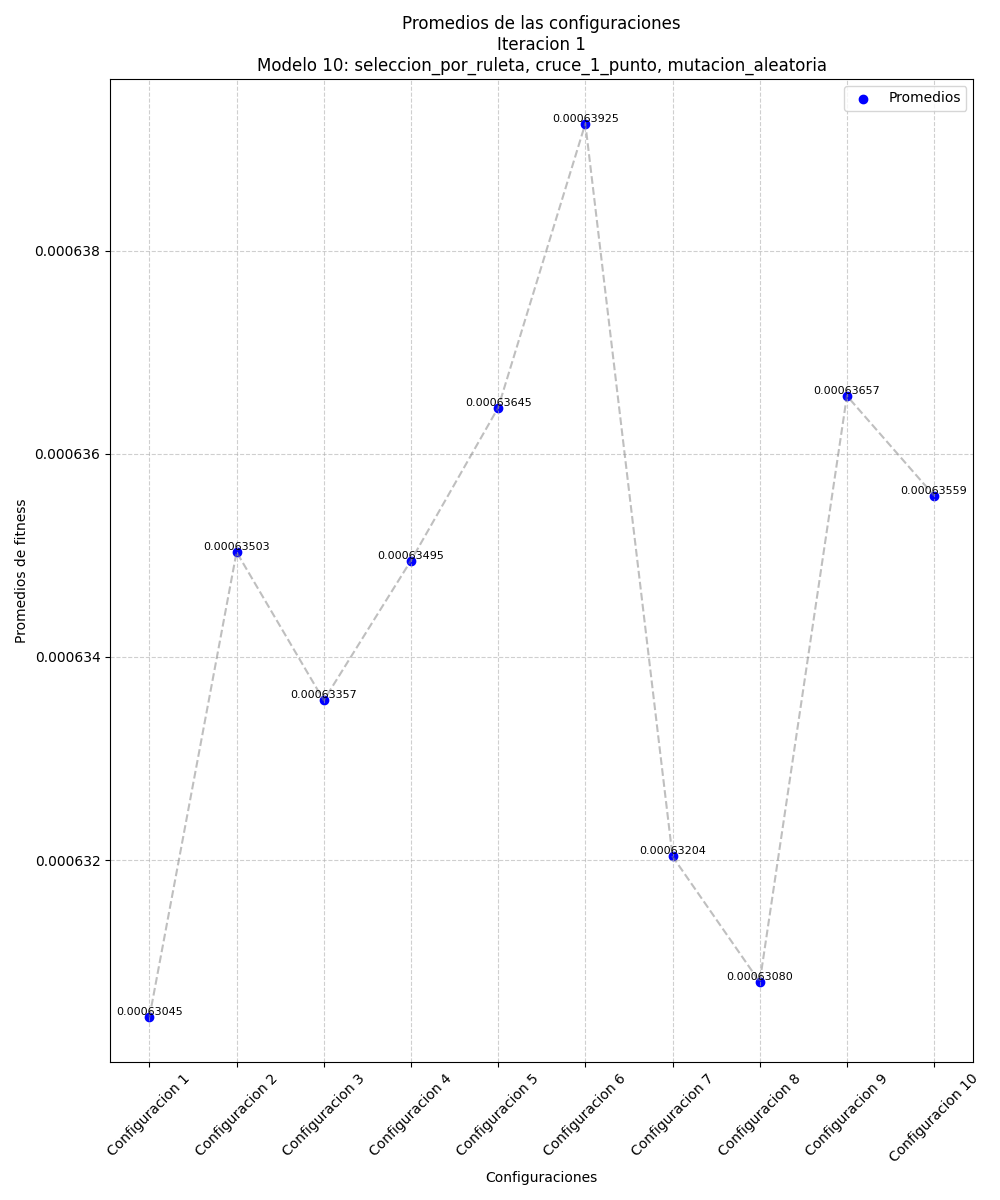 Promedios de las configuraciones
Iteracion 1
Modelo 10: seleccion_por_ruleta, cruce_1_punto, mutacion_aleatoria
Promedios
0.00063925
0.000638
0.00063657
0.00063645
0.000636
0.00063559
0.00063503
0.00063495
0.000634
0.00063357
0.00063204
0.000632
0.00063080
0.00063045
Promedios de fitness
Configuracion 1
Configuracion 2
Configuracion 3
Configuracion 4
Configuracion 5
Configuracion 6
Configuracion 7
Configuracion 8
Configuracion 9
Configuracion 10
Configuraciones